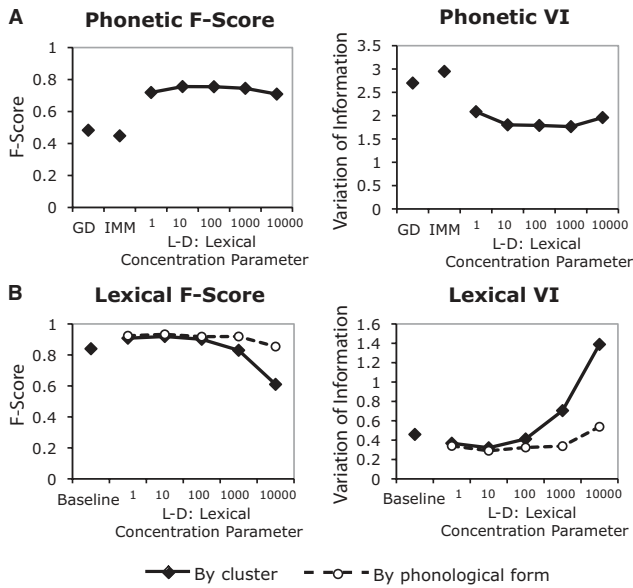 A
Phonetic F-Score
F-Score
1
0.8
0.6
0.4
0.2
0
GD IMM 1 10 100 1000 10000
L-D: Lexical
Concentration Parameter
Phonetic VI
Variation of Information
3.5
3
2.5
2
1.5
1
0.5
0
GD IMM 1 10 100 1000 10000
L-D: Lexical
Concentration Parameter
B
Lexical F-Score
F-Score
1
0.8
0.6
0.4
0.2
0
Baseline 1 10 100 1000 10000
L-D: Lexical
Concentration Parameter
Lexical VI
Variation of Information
1.6
1.4
1.2
1
0.8
0.6
0.4
0.2
0
Baseline 1 10 100 1000 10000
L-D: Lexical
Concentration Parameter
By cluster
By phonological form